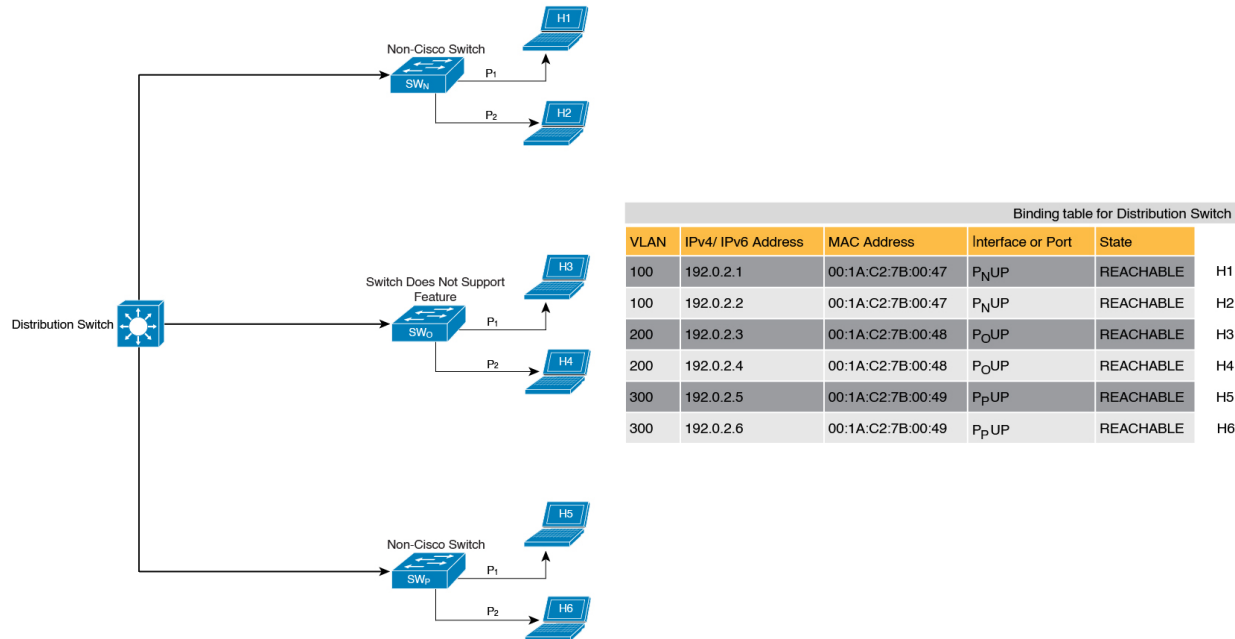 H1
Non-Cisco Switch
SWN
P1
P2
H2
H3
Switch Does Not Support
Feature
SWO
P1
P2
H4
Distribution Switch
H5
Non-Cisco Switch
SWP
P1
P2
H6
Binding table for Distribution Switch
VLAN IPv4/ IPv6 Address MAC Address Interface or Port State
100 192.0.2.1 00:1A:C2:7B:00:47 PNUP REACHABLE H1
100 192.0.2.2 00:1A:C2:7B:00:47 PNUP REACHABLE H2
200 192.0.2.3 00:1A:C2:7B:00:48 POUP REACHABLE H3
200 192.0.2.4 00:1A:C2:7B:00:48 POUP REACHABLE H4
300 192.0.2.5 00:1A:C2:7B:00:49 PPUP REACHABLE H5
300 192.0.2.6 00:1A:C2:7B:00:49 PPUP REACHABLE H6